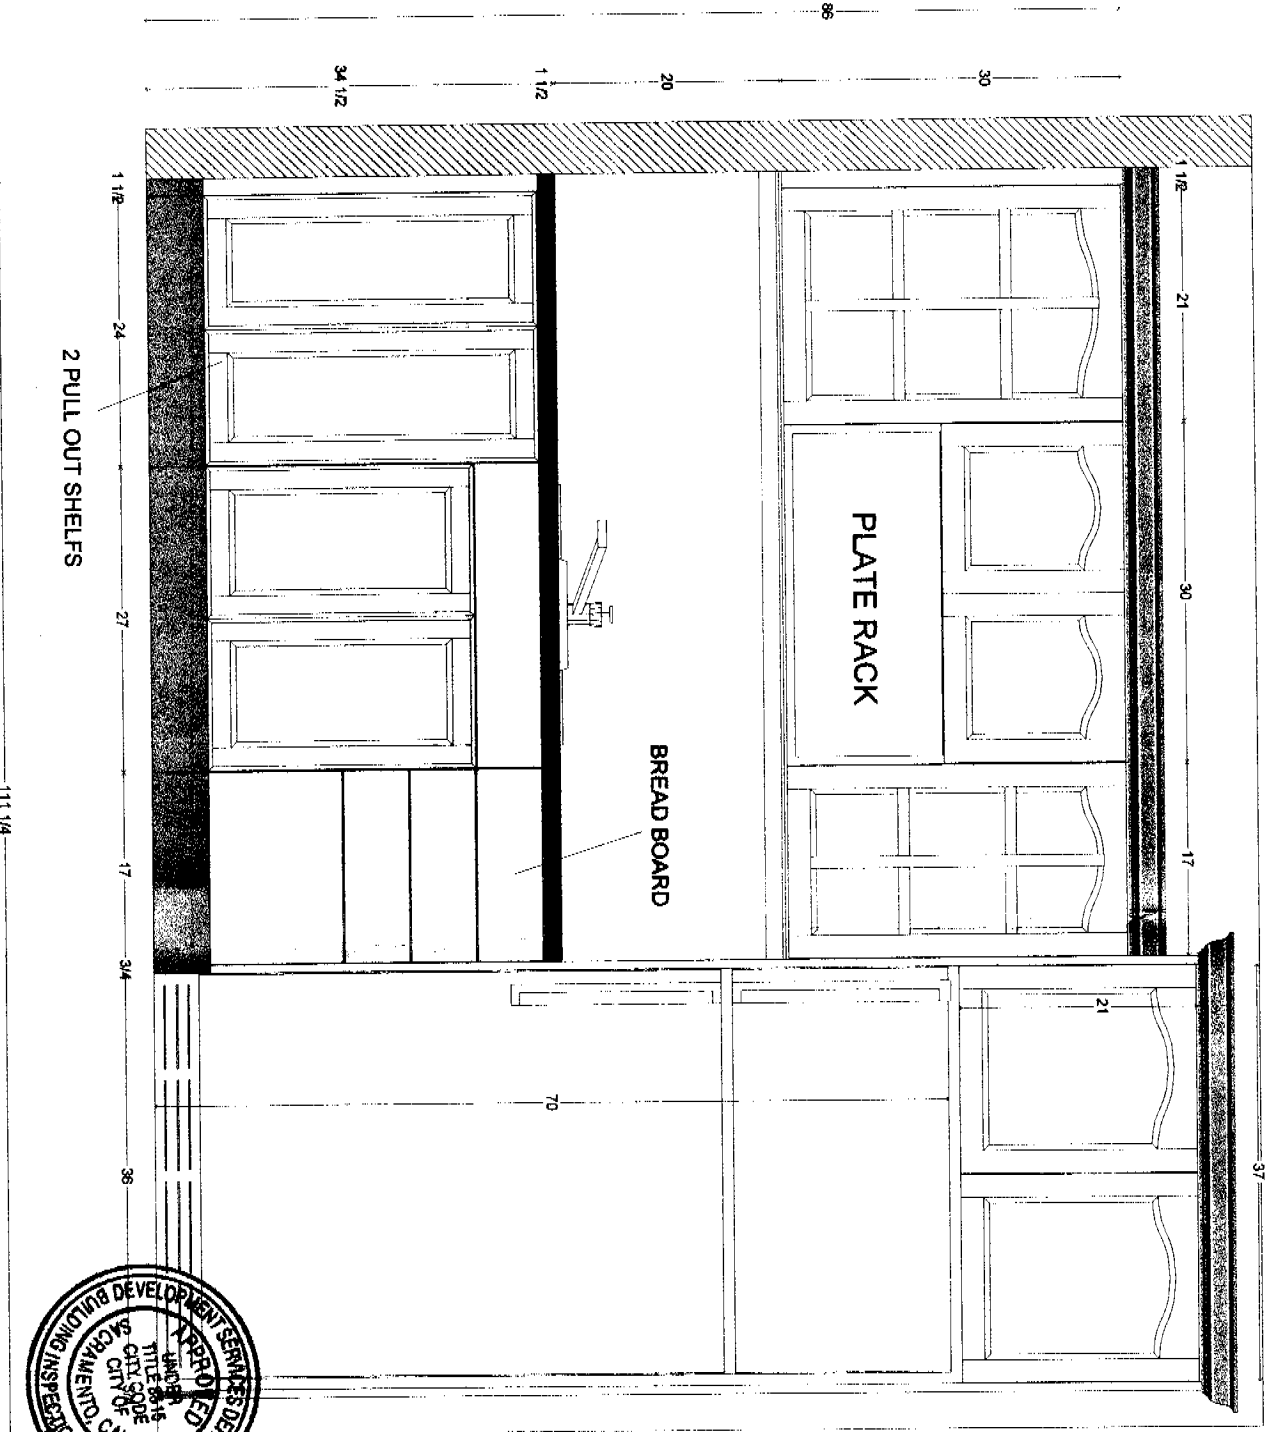 1 1/2
21
30
17
37
86
30
20
1 1/2
34 1/2
PLATE RACK
BREAD BOARD
21
70
1 1/2
24
27
17
3/4
36
2 PULL OUT SHELFS
111 1/4
DEVELOPMENT SERVICES
BUILDING
APPROVED
UNDER
TITLE
CITY CODE
CITY OF
SACRAMENTO,